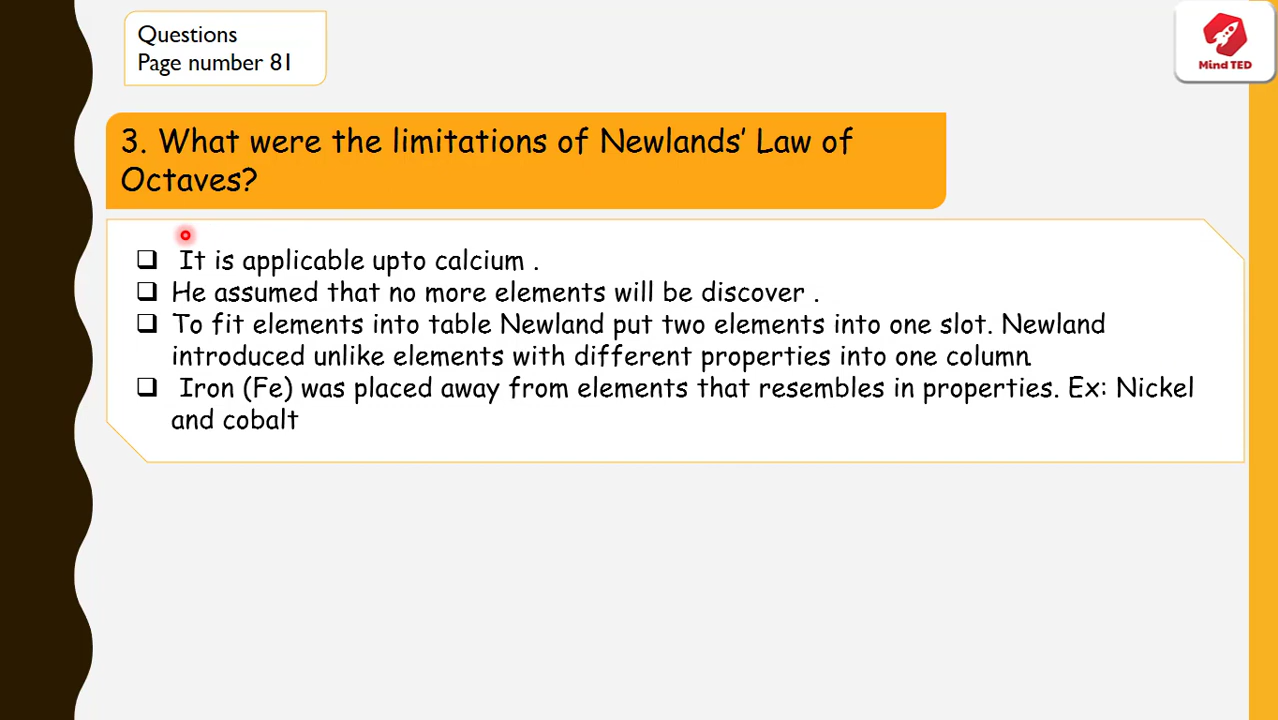 Questions
Page number 81
Mind TED
3. What were the limitations of Newlands’ Law of
Octaves?
It is applicable upto calcium .
He assumed that no more elements will be discover .
To fit elements into table Newland put two elements into one slot. Newland
introduced unlike elements with different properties into one column.
Iron (Fe) was placed away from elements that resembles in properties. Ex: Nickel
and cobalt